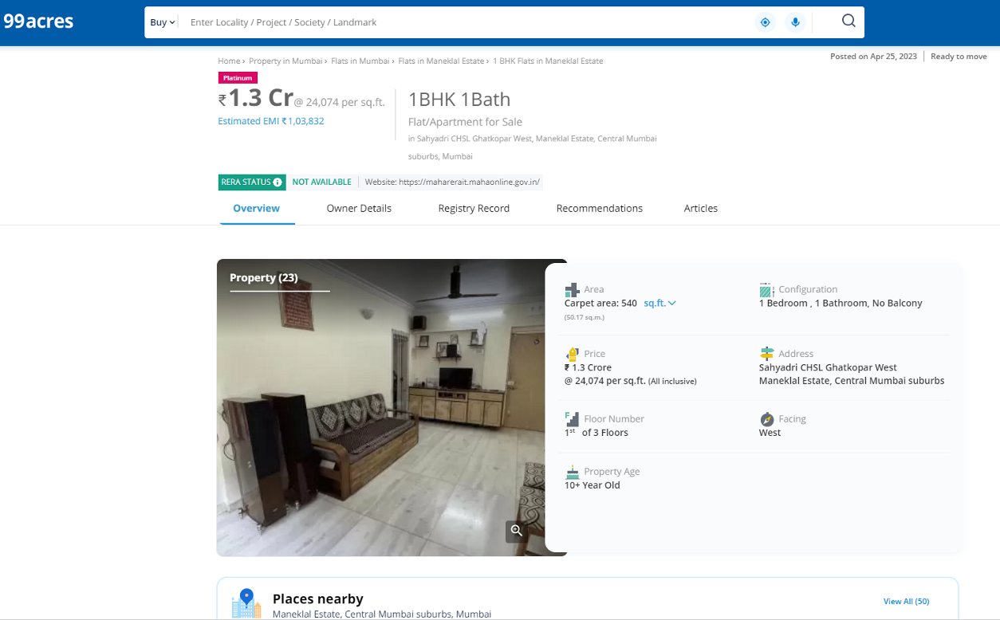 99acres
Buy
Enter Locality / Project / Society / Landmark
Home › Property in Mumbai › Flats in Mumbai › Flats in Maneklal Estate › 1 BHK Flats in Maneklal Estate
Posted on Apr 25, 2023 | Ready to move
Platinum
₹1.3 Cr @ 24,074 per sq.ft.
Estimated EMI ₹1,03,832
1BHK 1Bath
Flat/Apartment for Sale
in Sahyadri CHSL Ghatkopar West, Maneklal Estate, Central Mumbai
suburbs, Mumbai
RERA STATUS i NOT AVAILABLE | Website: https://maharerait.mahaonline.gov.in/
Overview Owner Details Registry Record Recommendations Articles
Property (23)
Area
Carpet area: 540 sq.ft.
(50.17 sq.m.)
Configuration
1 Bedroom , 1 Bathroom, No Balcony
Price
₹ 1.3 Crore
@ 24,074 per sq.ft. (All inclusive)
Address
Sahyadri CHSL Ghatkopar West
Maneklal Estate, Central Mumbai suburbs
F
Floor Number
1st of 3 Floors
Facing
West
Property Age
10+ Year Old
Places nearby
Maneklal Estate, Central Mumbai suburbs, Mumbai
View All (50)